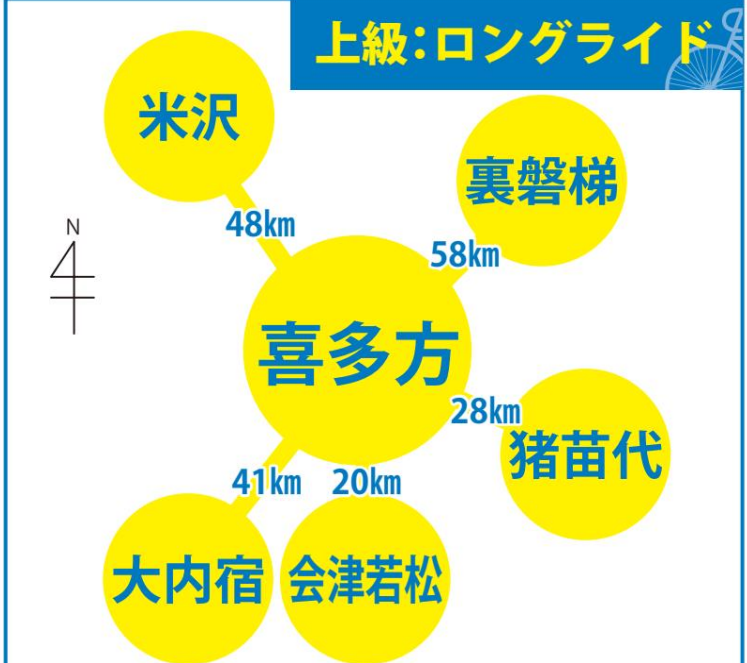 上級：ロングライド
米沢
裏磐梯
N
48㎞
58㎞
喜多方
28㎞
猪苗代
41㎞
20㎞
大内宿
会津若松